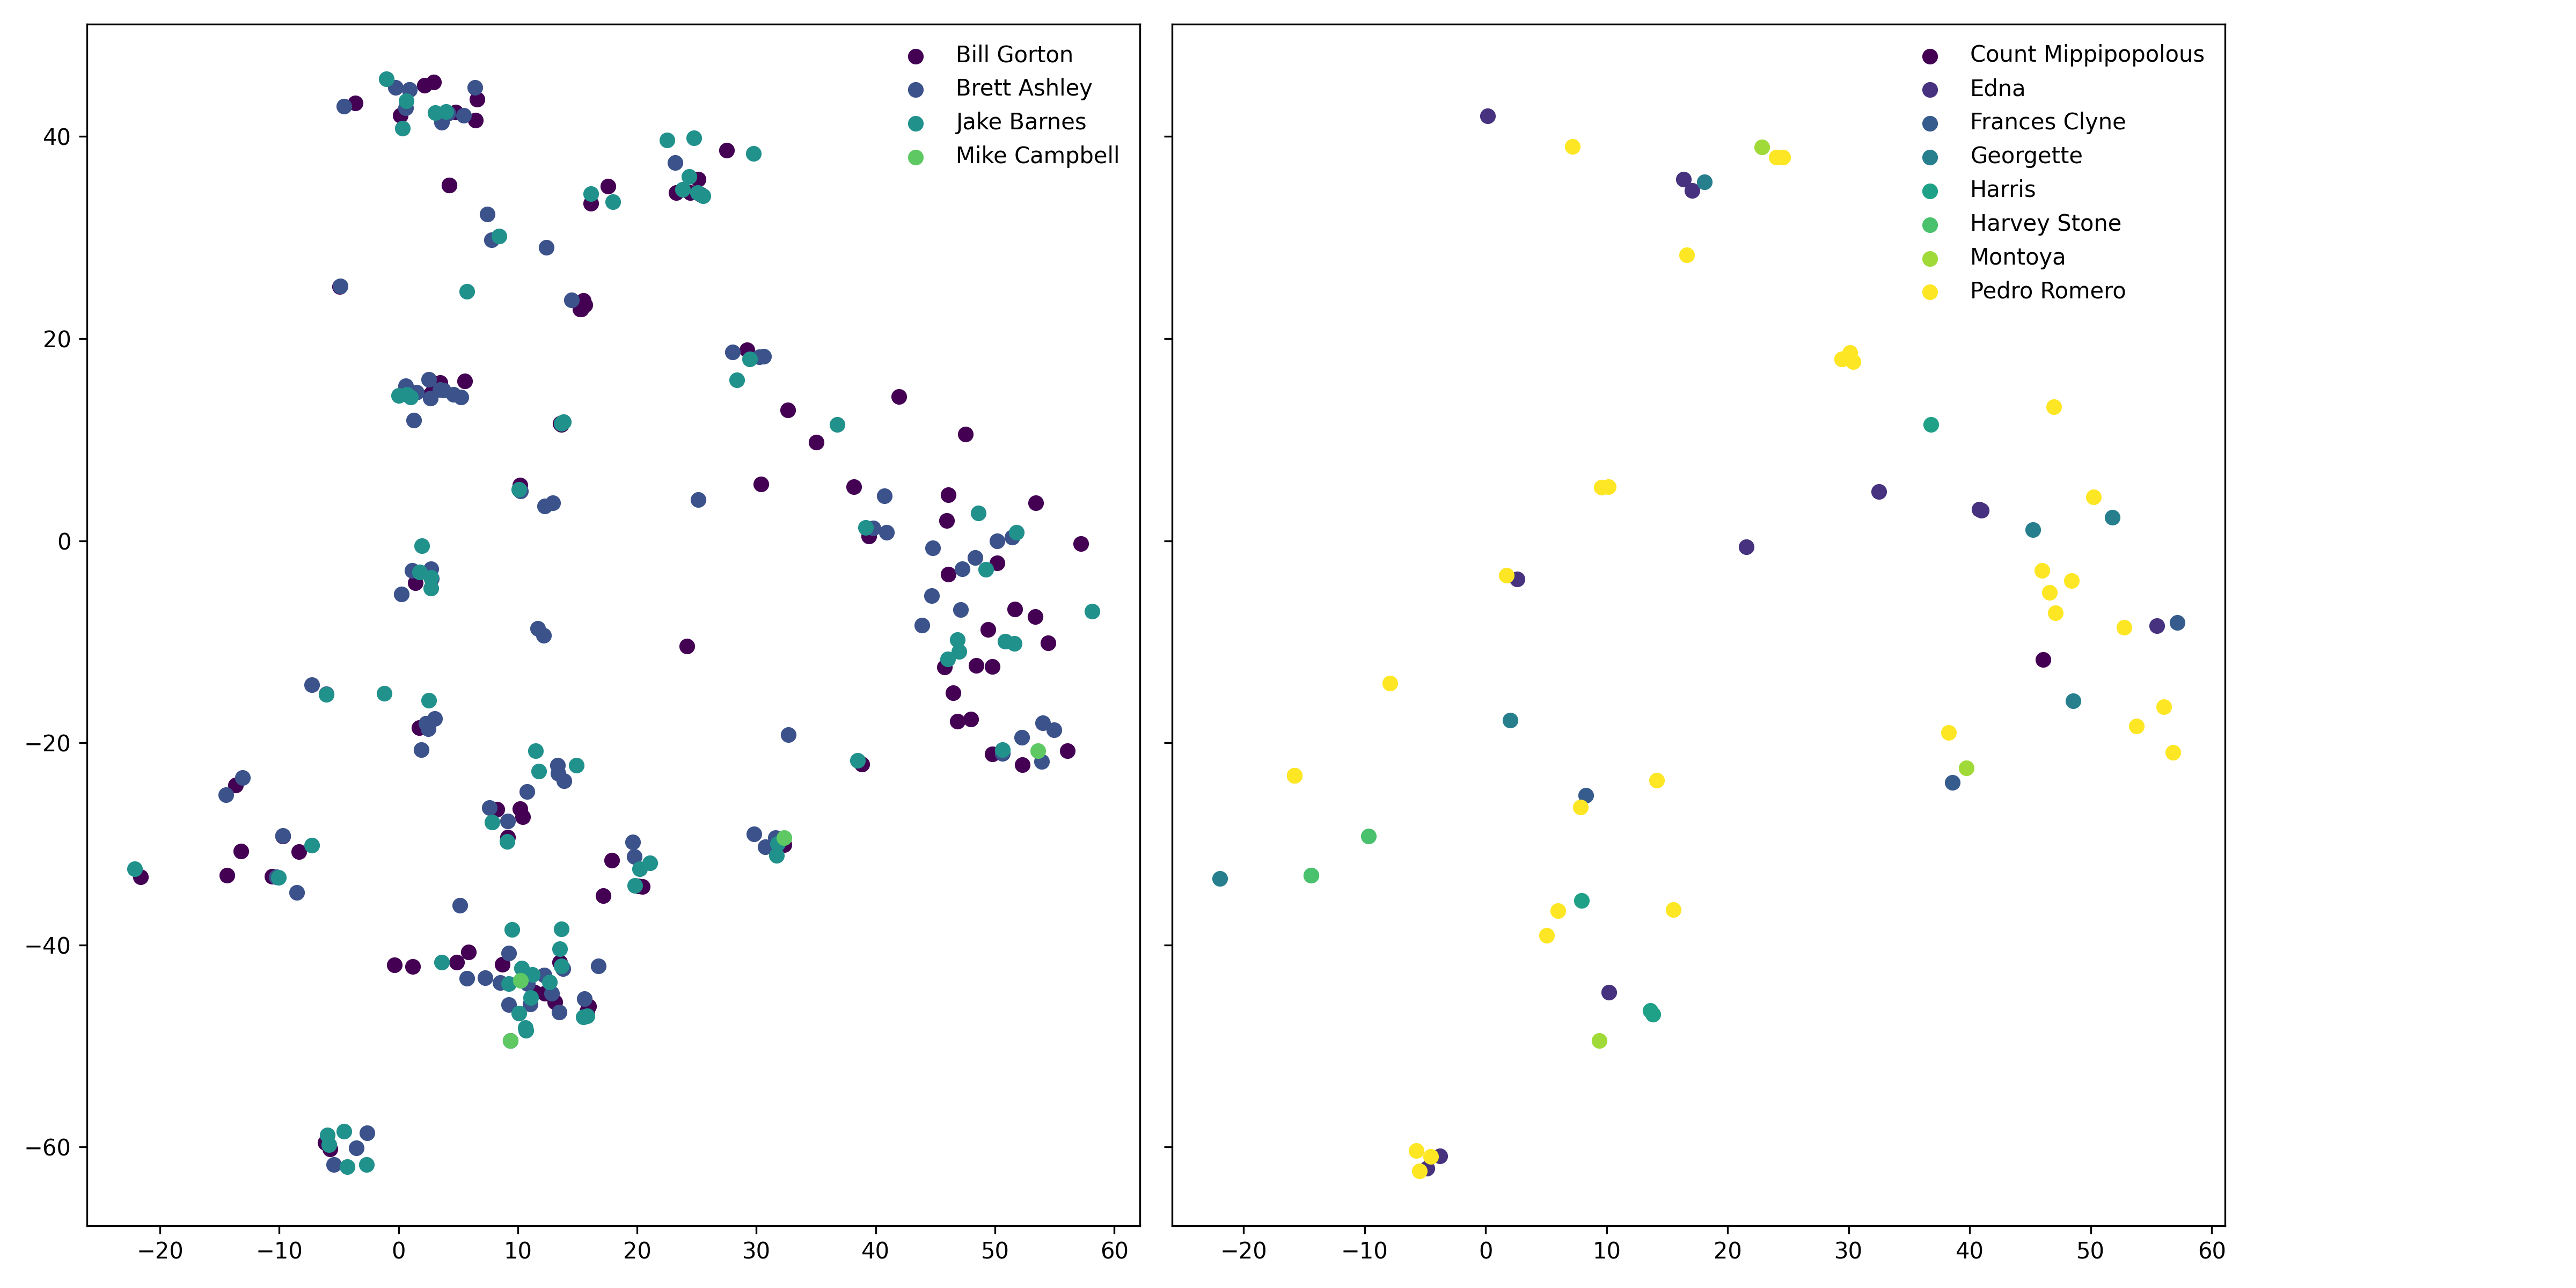 Bill Gorton
Brett Ashley
Jake Barnes
Mike Campbell
Count Mippipopolous
Edna
Frances Clyne
Georgette
Harris
Harvey Stone
Montoya
Pedro Romero
40
20
0
−20
−40
−60
−20 −10 0 10 20 30 40 50 60
−20 −10 0 10 20 30 40 50 60